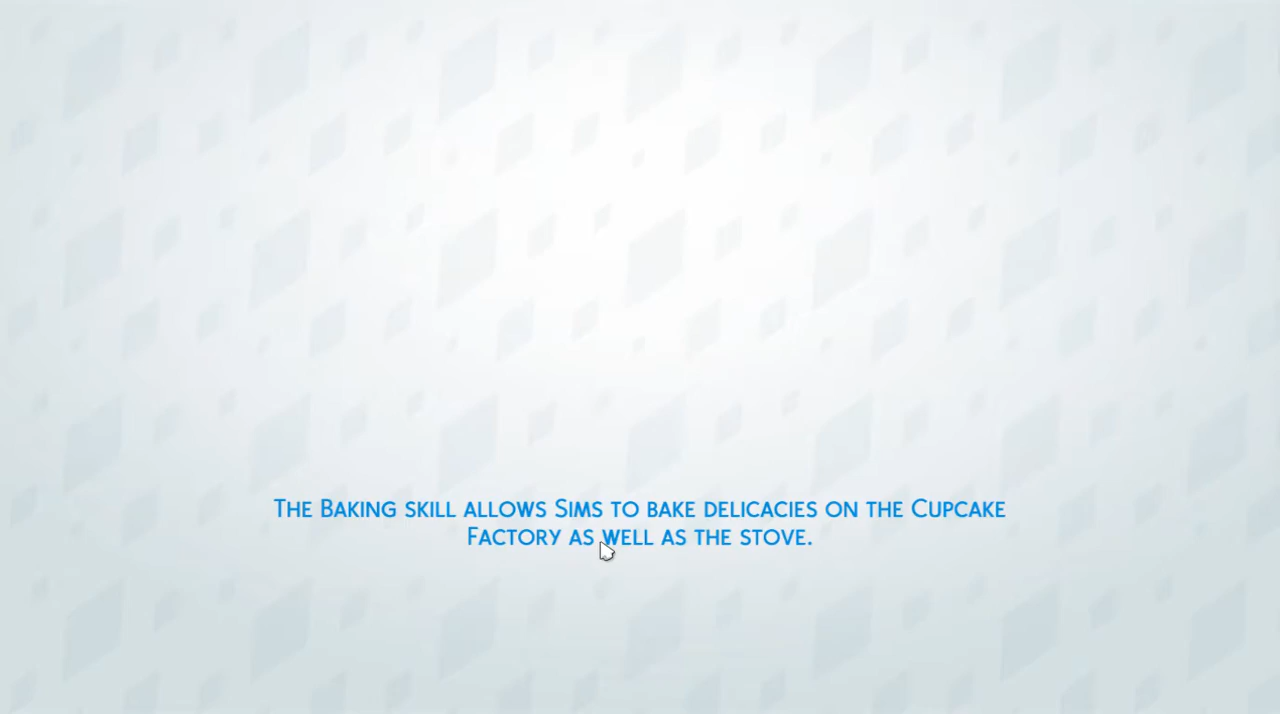 The Baking skill allows Sims to bake delicacies on the Cupcake
Factory as well as the stove.